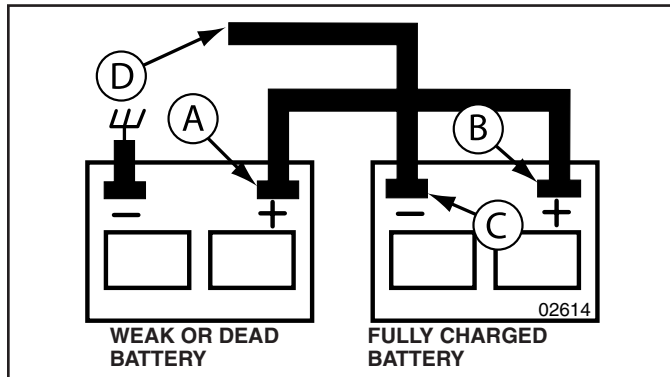 D
A
B
− + − +
C
02614
WEAK OR DEAD
BATTERY
FULLY CHARGED
BATTERY